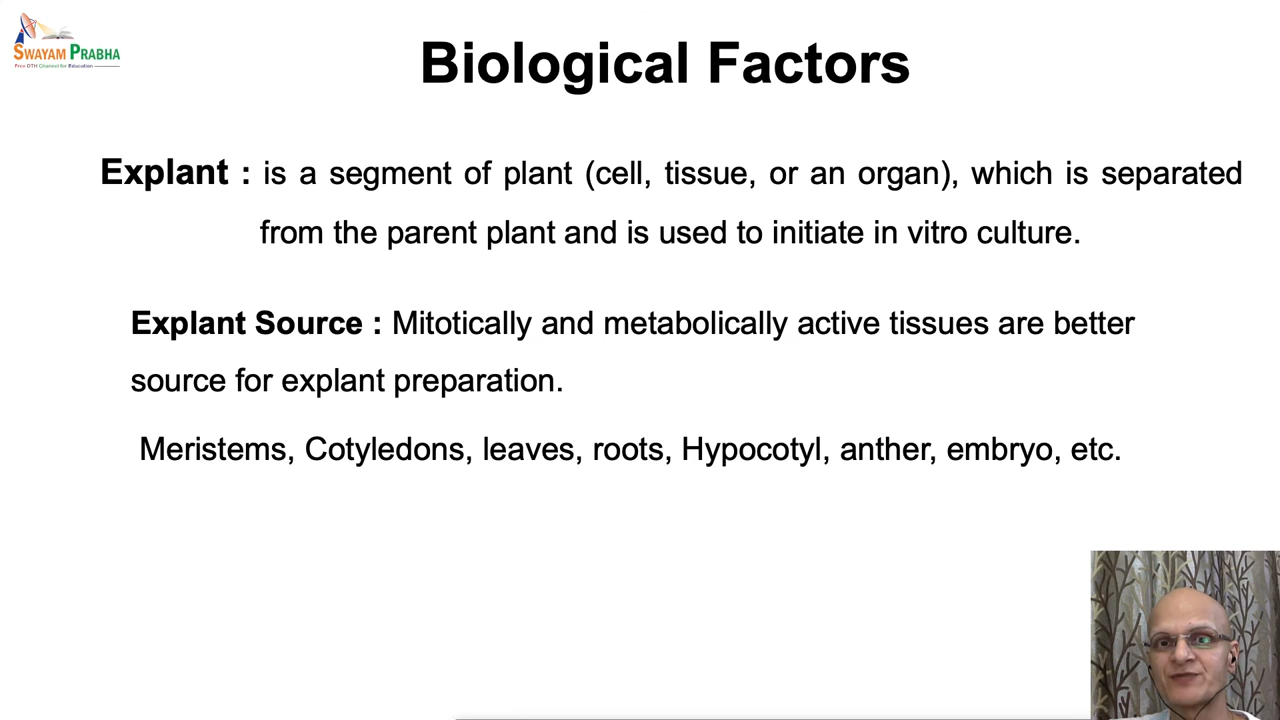 SWAYAM PRABHA
Free DTH Channel for Education
Biological Factors
Explant : is a segment of plant (cell, tissue, or an organ), which is separated
from the parent plant and is used to initiate in vitro culture.
Explant Source : Mitotically and metabolically active tissues are better
source for explant preparation.
Meristems, Cotyledons, leaves, roots, Hypocotyl, anther, embryo, etc.